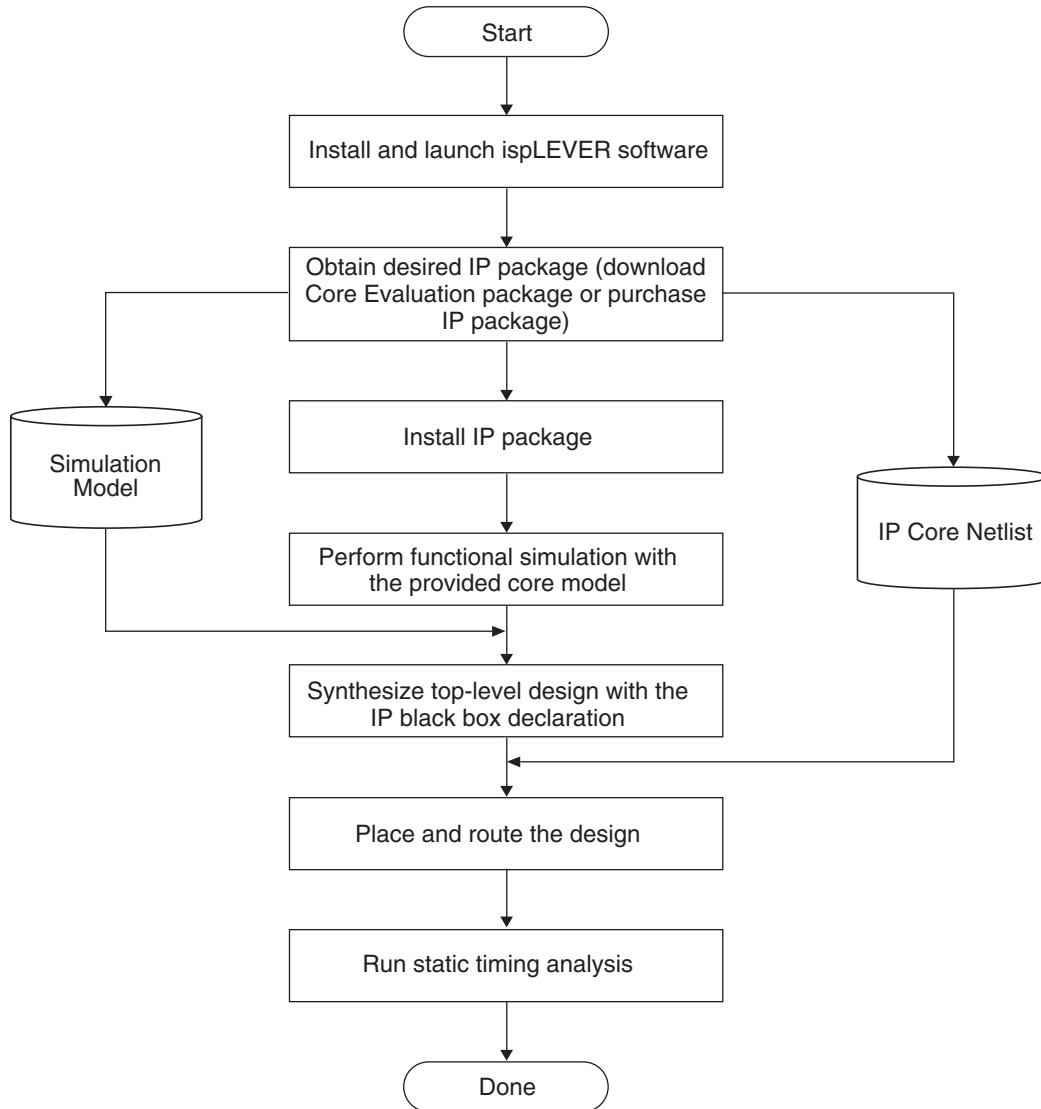 Start
Install and launch ispLEVER software
Obtain desired IP package (download
Core Evaluation package or purchase
IP package)
Install IP package
Simulation
Model
IP Core Netlist
Perform functional simulation with
the provided core model
Synthesize top-level design with the
IP black box declaration
Place and route the design
Run static timing analysis
Done